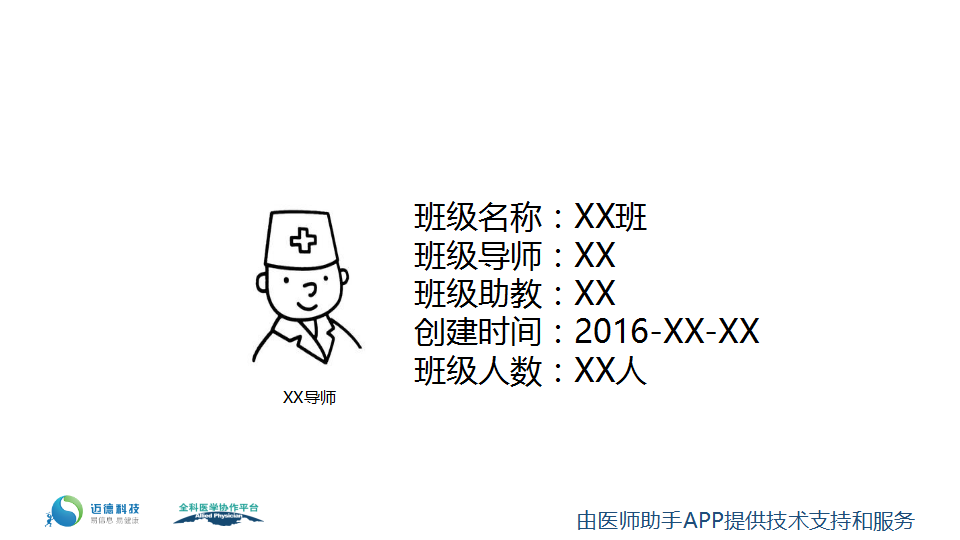 班级名称：XX班
班级导师：XX
班级助教：XX
创建时间：2016-XX-XX
班级人数：XX人
XX导师
迈德科技
易信息 易健康
全科医学协作平台
Allied Physician
由医师助手APP提供技术支持和服务